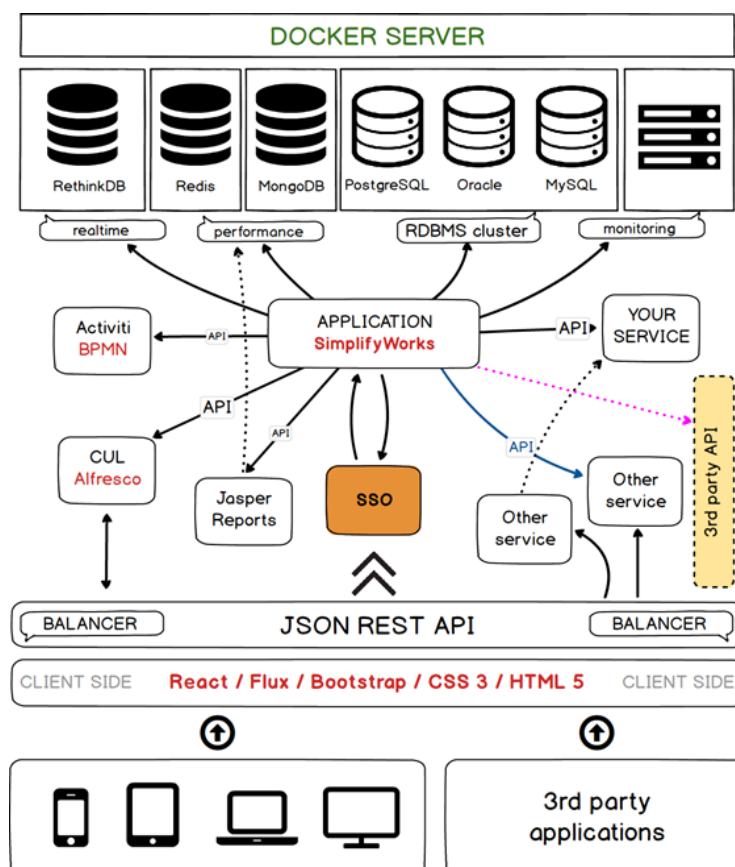 DOCKER SERVER
RethinkDB
Redis
MongoDB
PostgreSQL
Oracle
MySQL
realtime
performance
RDBMS cluster
monitoring
APPLICATION
SimplifyWorks
Activiti
BPMN
API
API
YOUR
SERVICE
API
API
API
CUL
Alfresco
Jasper
Reports
SSO
Other
service
Other
service
3rd party API
BALANCER
JSON REST API
BALANCER
CLIENT SIDE
React / Flux / Bootstrap / CSS 3 / HTML 5
CLIENT SIDE
3rd party
applications